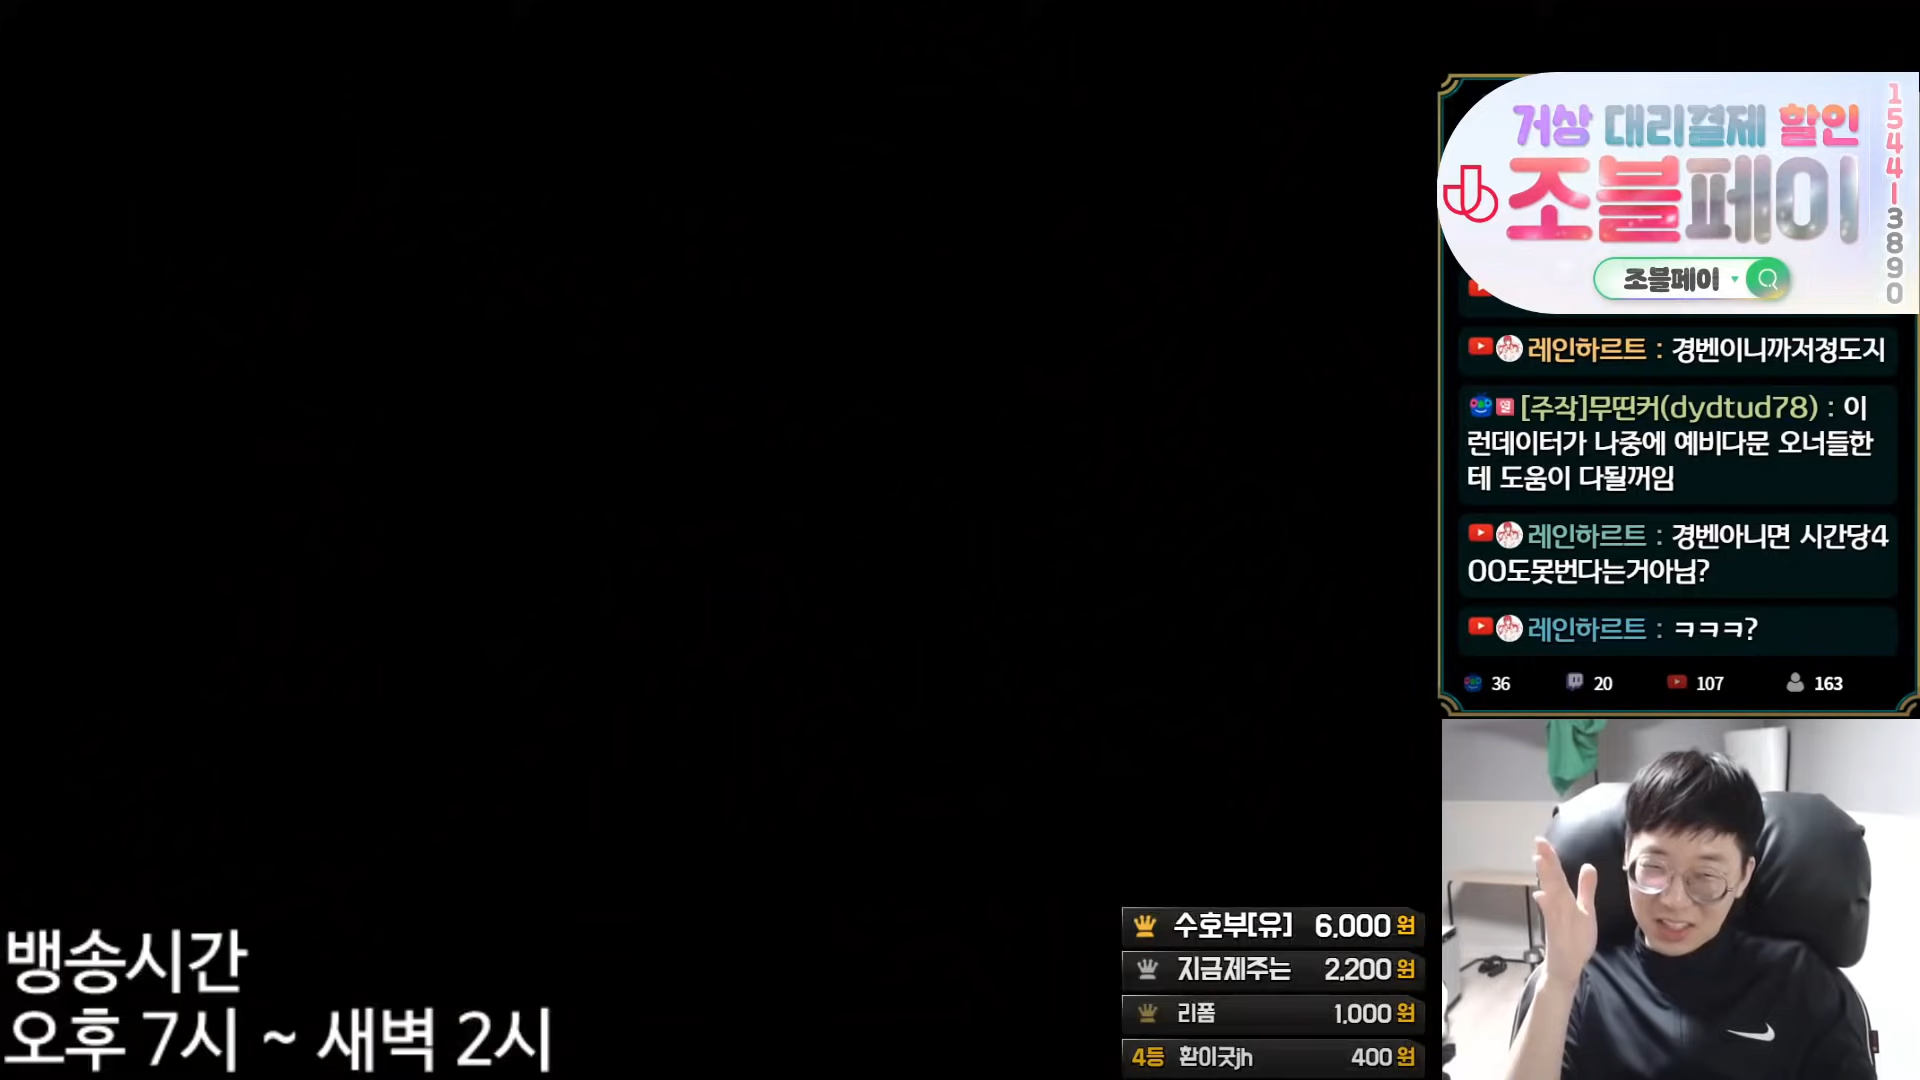 거상 대리결제 할인
조블페이
조블페이
1544-3890
레인하르트 : 경벤이니까저정도지
[주작]무띤커(dydtud78) : 이
런데이터가 나중에 예비다문 오너들한
테 도움이 다될꺼임
레인하르트 : 경벤아니면 시간당4
00도못번다는거아님?
레인하르트 : ㅋㅋㅋ?
36 20 107 163
수호부[유] 6,000 원
지금제주는 2,200 원
리폼 1,000 원
4등 환이굿jh 400 원
뱅송시간
오후 7시 ~ 새벽 2시